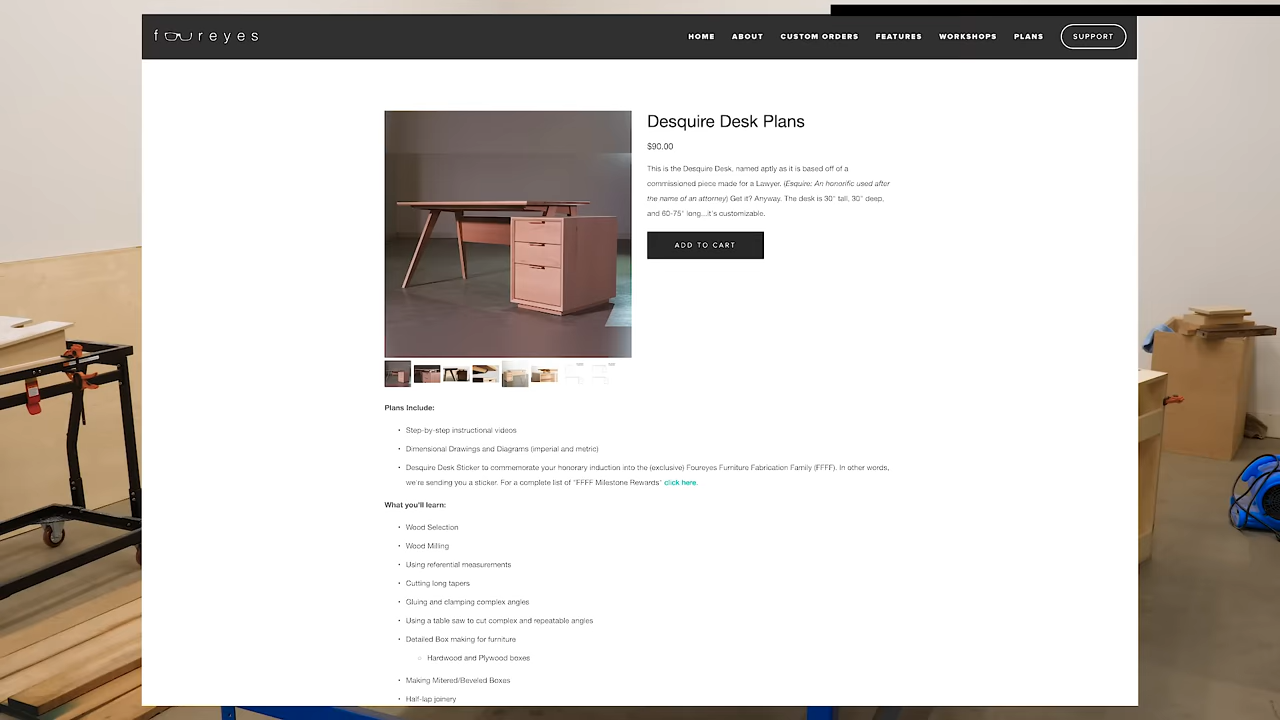 foureyes
HOME ABOUT CUSTOM ORDERS FEATURES WORKSHOPS PLANS SUPPORT
Desquire Desk Plans
$90.00
This is the Desquire Desk, named aptly as it is based off of a
commissioned piece made for a Lawyer. (Esquire: An honorific used after
the name of an attorney) Get it? Anyway. The desk is 30" tall, 30" deep,
and 60-75" long...it's customizable.
ADD TO CART
Plans Include:
• Step-by-step instructional videos
• Dimensional Drawings and Diagrams (imperial and metric)
• Desquire Desk Sticker to commemorate your honorary induction into the (exclusive) Foureyes Furniture Fabrication Family (FFFF). In other words,
we're sending you a sticker. For a complete list of "FFFF Milestone Rewards" click here.
What you'll learn:
• Wood Selection
• Wood Milling
• Using referential measurements
• Cutting long tapers
• Gluing and clamping complex angles
• Using a table saw to cut complex and repeatable angles
• Detailed Box making for furniture
○ Hardwood and Plywood boxes
• Making Mitered/Beveled Boxes
• Half-lap joinery